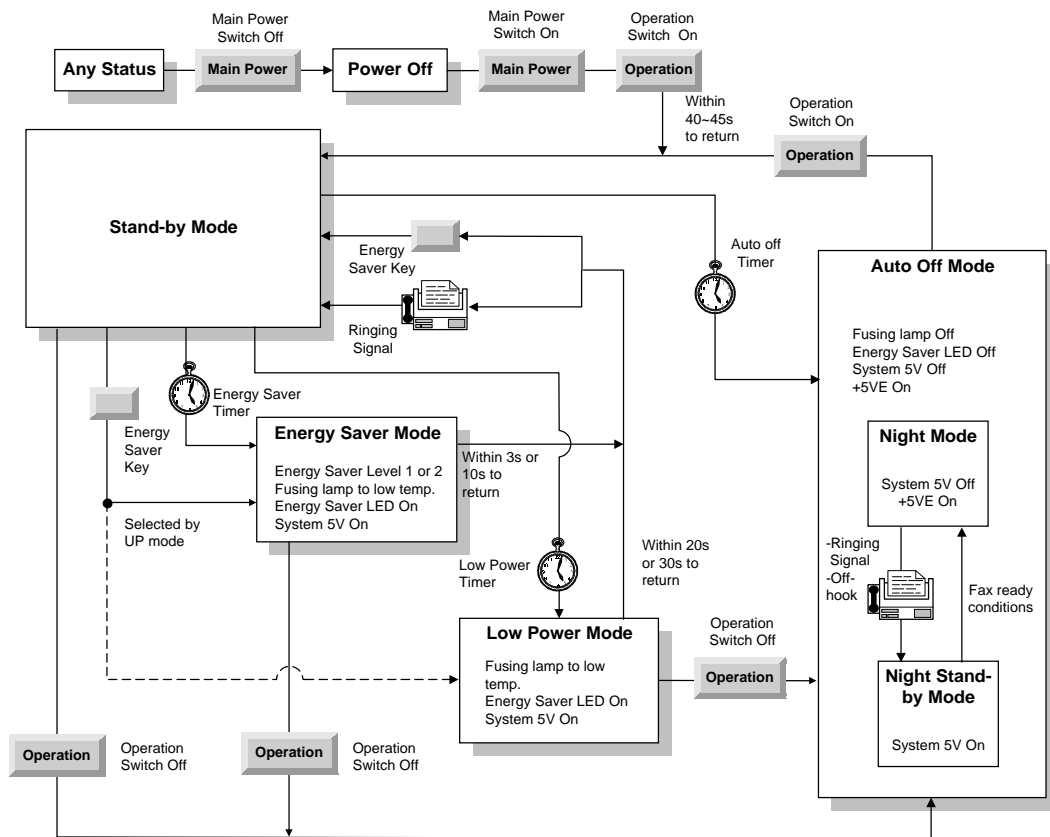 Main Power
Switch Off
Main Power
Switch On
Operation
Switch On
Any Status
Main Power
Power Off
Main Power
Operation
Within
40~45s
to return
Operation
Switch On
Operation
Stand-by Mode
Energy
Saver Key
Ringing
Signal
Auto off
Timer
Auto Off Mode
Fusing lamp Off
Energy Saver LED Off
System 5V Off
+5VE On
Energy Saver
Timer
Energy
Saver
Key
Energy Saver Mode
Energy Saver Level 1 or 2
Fusing lamp to low temp.
Energy Saver LED On
System 5V On
Within 3s or
10s to
return
Selected by
UP mode
Night Mode
System 5V Off
+5VE On
Low Power
Timer
Within 20s
or 30s to
return
-Ringing
Signal
-Off-
hook
Fax ready
conditions
Low Power Mode
Fusing lamp to low
temp.
Energy Saver LED On
System 5V On
Operation
Switch Off
Operation
Night Stand-
by Mode
System 5V On
Operation
Operation
Switch Off
Operation
Operation
Switch Off